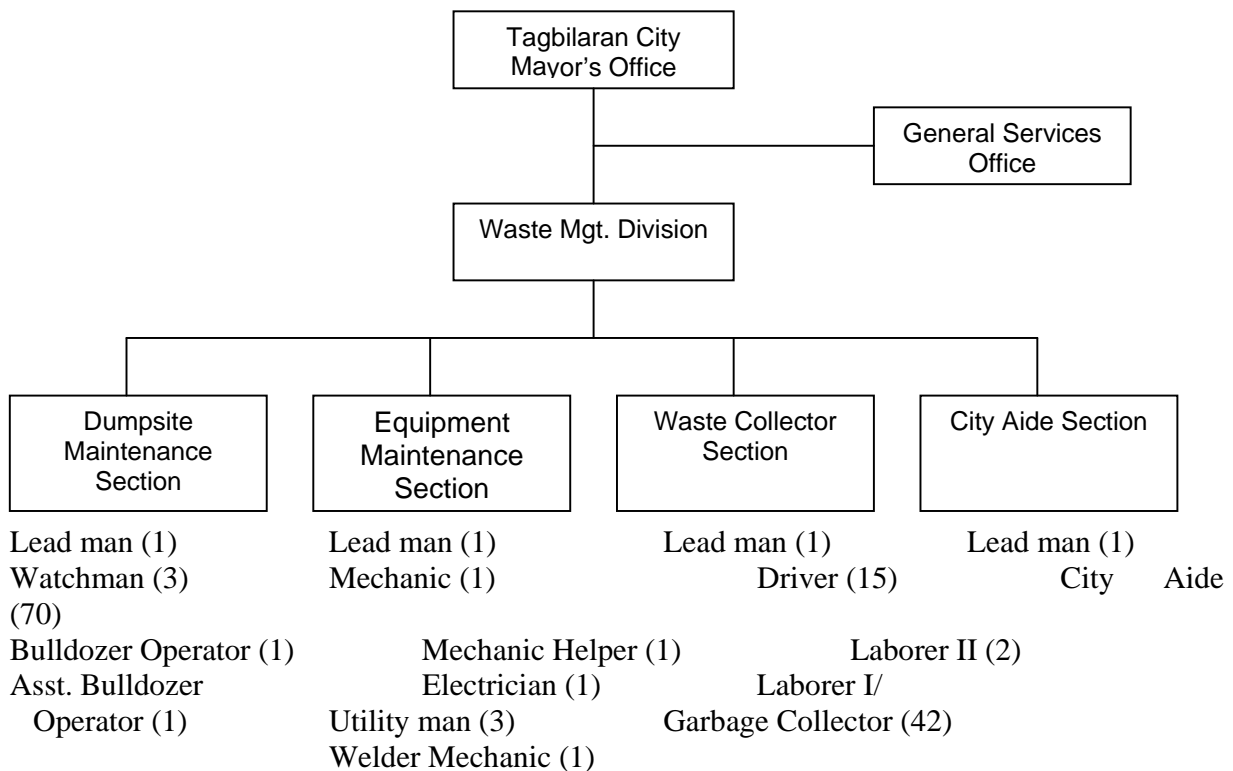 Tagbilaran City
Mayor's Office
General Services
Office
Waste Mgt. Division
Dumpsite
Maintenance
Section
Equipment
Maintenance
Section
Waste Collector
Section
City Aide Section
Lead man (1) Lead man (1) Lead man (1) Lead man (1)
Watchman (3) Mechanic (1) Driver (15) City Aide
(70)
Bulldozer Operator (1) Mechanic Helper (1) Laborer II (2)
Asst. Bulldozer Electrician (1) Laborer I/
Operator (1) Utility man (3) Garbage Collector (42)
Welder Mechanic (1)